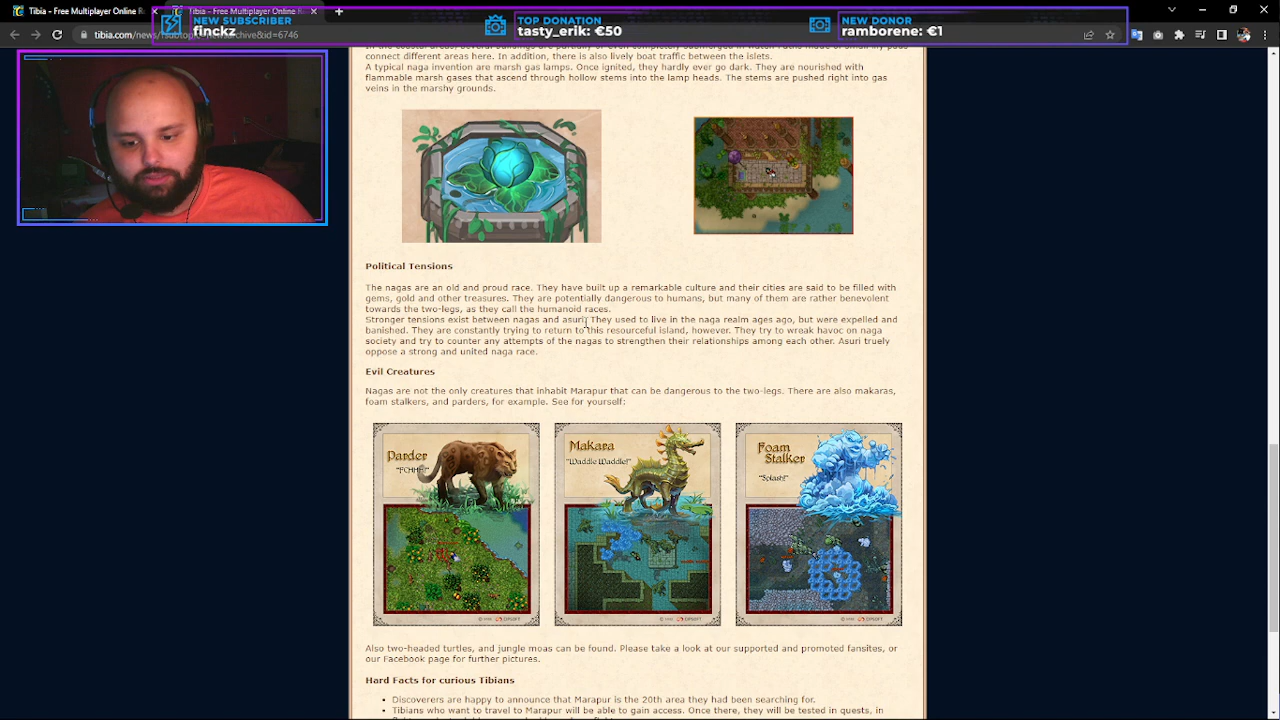 Tibia - Free Multiplayer Online R
Tibia - Free Multiplayer Online R
NEW SUBSCRIBER
finckz
TOP DONATION
tasty_erik: €50
NEW DONOR
ramborene: €1
connect different areas here. In addition, there is also lively boat traffic between the islets.
A typical naga invention are marsh gas lamps. Once ignited, they hardly ever go dark. They are nourished with
flammable marsh gases that ascend through hollow stems into the lamp heads. The stems are pushed right into gas
veins in the marshy grounds.
Political Tensions
The nagas are an old and proud race. They have built up a remarkable culture and their cities are said to be filled with
gems, gold and other treasures. They are potentially dangerous to humans, but many of them are rather benevolent
towards the two-legs, as they call the humanoid races.
Stronger tensions exist between nagas and asuri. They used to live in the naga realm ages ago, but were expelled and
banished. They are constantly trying to return to this resourceful island, however. They try to wreak havoc on naga
society and try to counter any attempts of the nagas to strengthen their relationships among each other. Asuri truely
oppose a strong and united naga race.
Evil Creatures
Nagas are not the only creatures that inhabit Marapur that can be dangerous to the two-legs. There are also makaras,
foam stalkers, and parders, for example. See for yourself:
Parder
Makara
"Waddle Waddle!"
Foam
Stalker
"Splash!"
CIPSOFT
CIPSOFT
CIPSOFT
Also two-headed turtles, and jungle moas can be found. Please take a look at our supported and promoted fansites, or
our Facebook page for further pictures.
Hard Facts for curious Tibians
• Discoverers are happy to announce that Marapur is the 20th area they had been searching for.
• Tibians who want to travel to Marapur will be able to gain access. Once there, they will be tested in quests, in